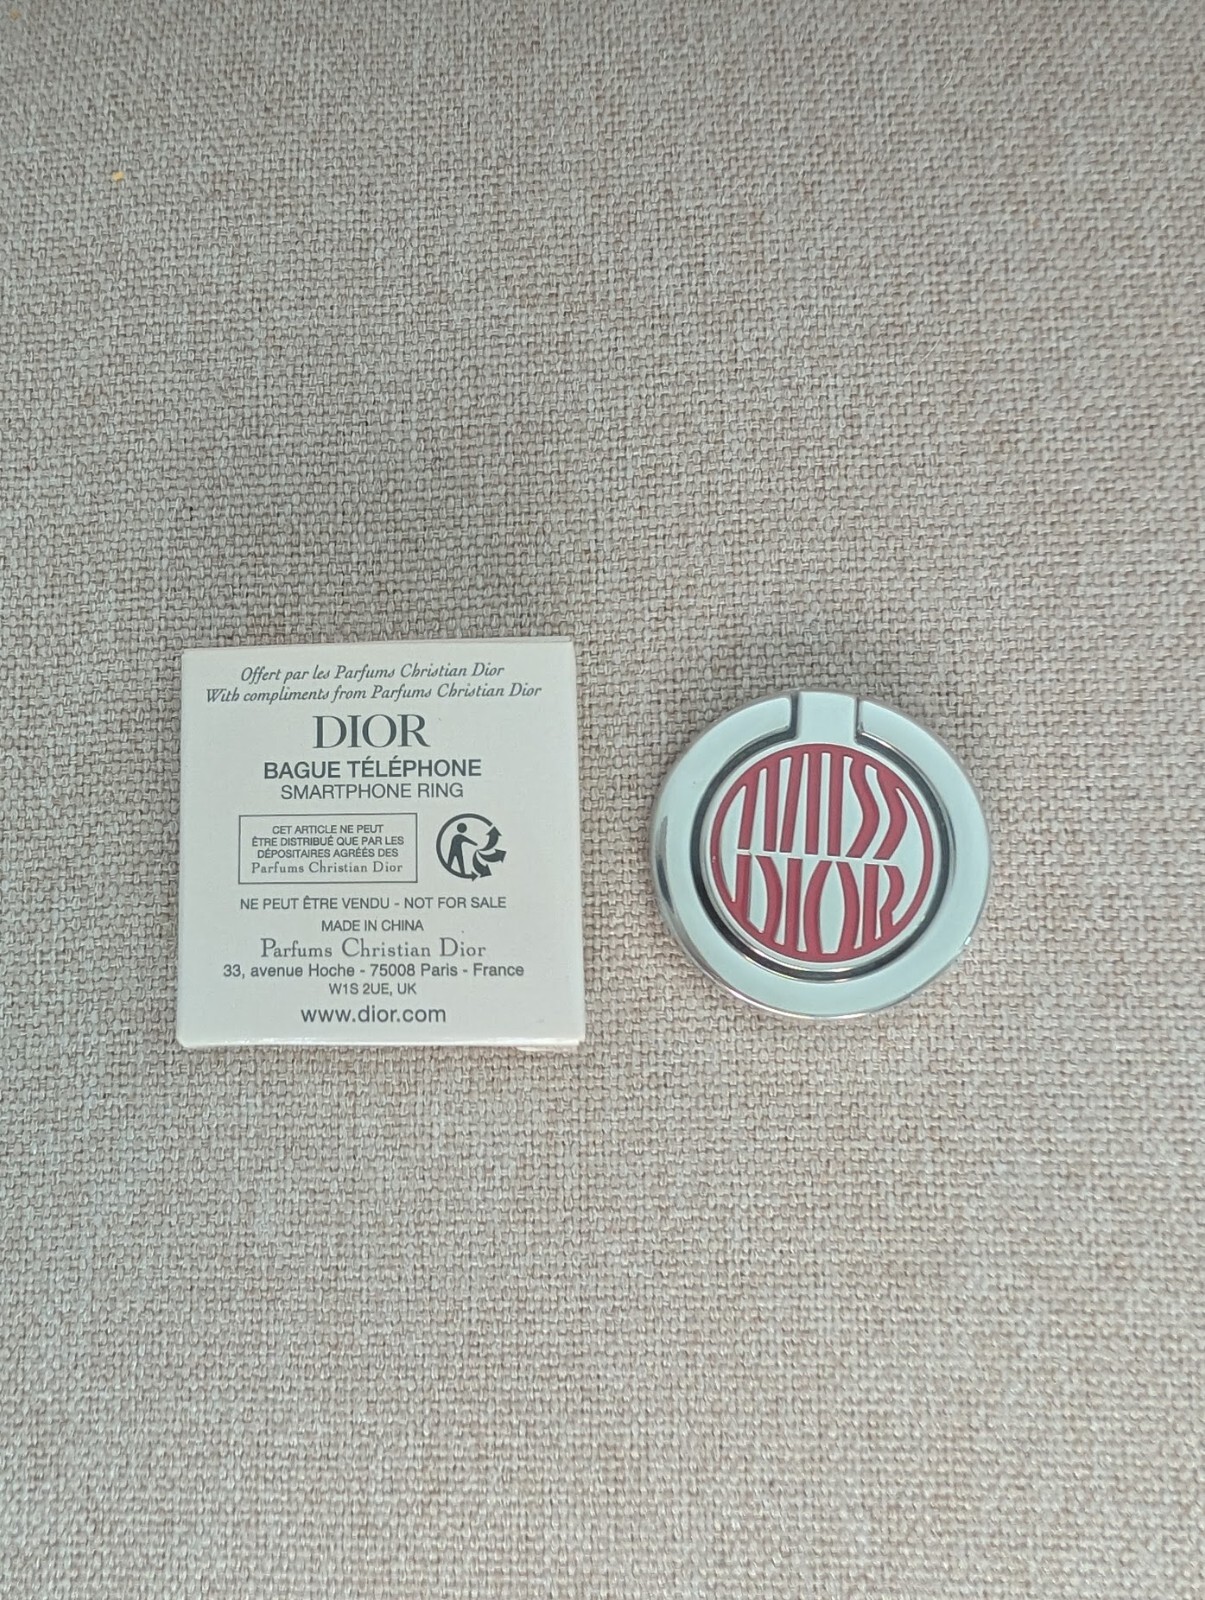 Offert par les Parfums Christian Dior
With compliments from Parfums Christian Dior
DIOR
BAGUE TÉLÉPHONE
SMARTPHONE RING
CET ARTICLE NE PEUT
ÊTRE DISTRIBUÉ QUE PAR LES
DÉPOSITAIRES AGRÉÉS DES
Parfums Christian Dior
NE PEUT ÊTRE VENDU - NOT FOR SALE
MADE IN CHINA
Parfums Christian Dior
33, avenue Hoche - 75008 Paris - France
W1S 2UE, UK
www.dior.com
MISS
DIOR